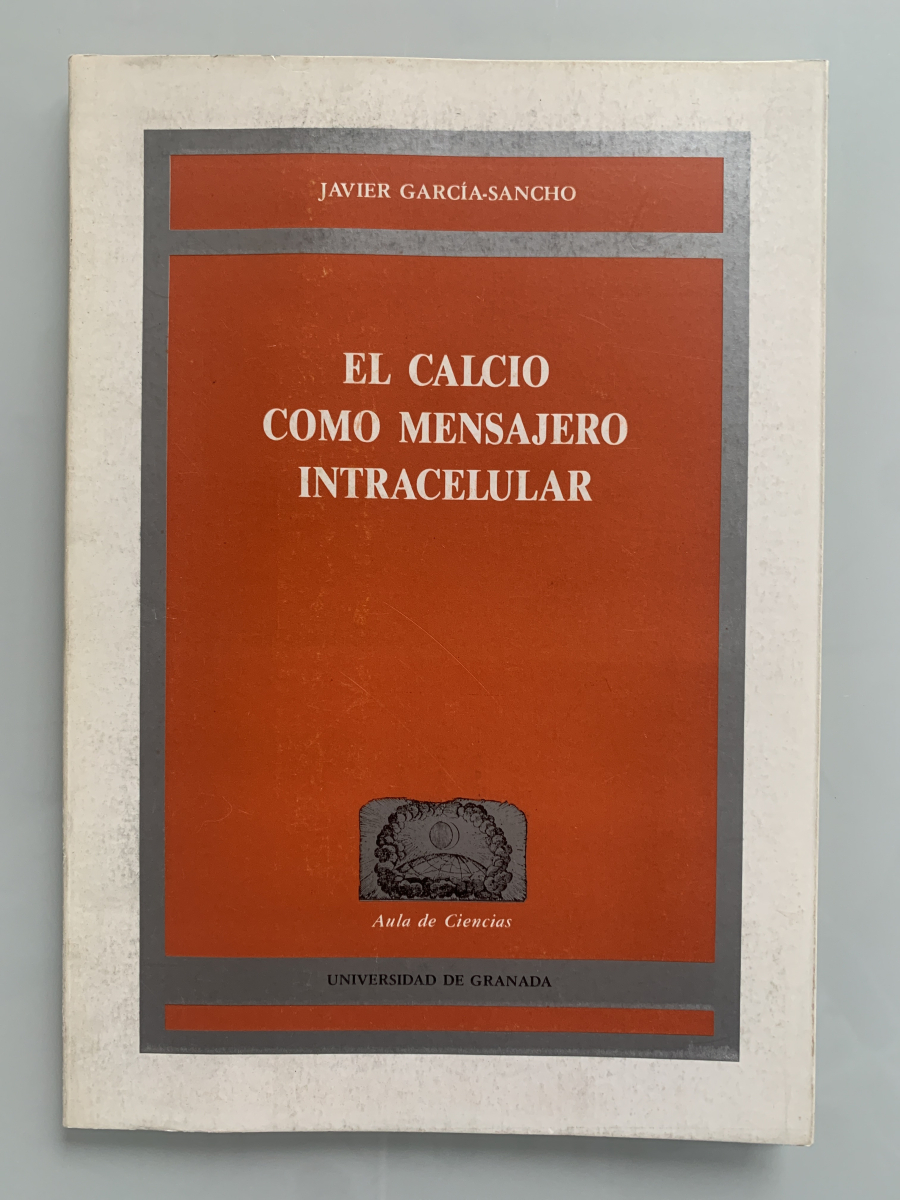 JAVIER GARCÍA-SANCHO
EL CALCIO
COMO MENSAJERO
INTRACELULAR
Aula de Ciencias
UNIVERSIDAD DE GRANADA